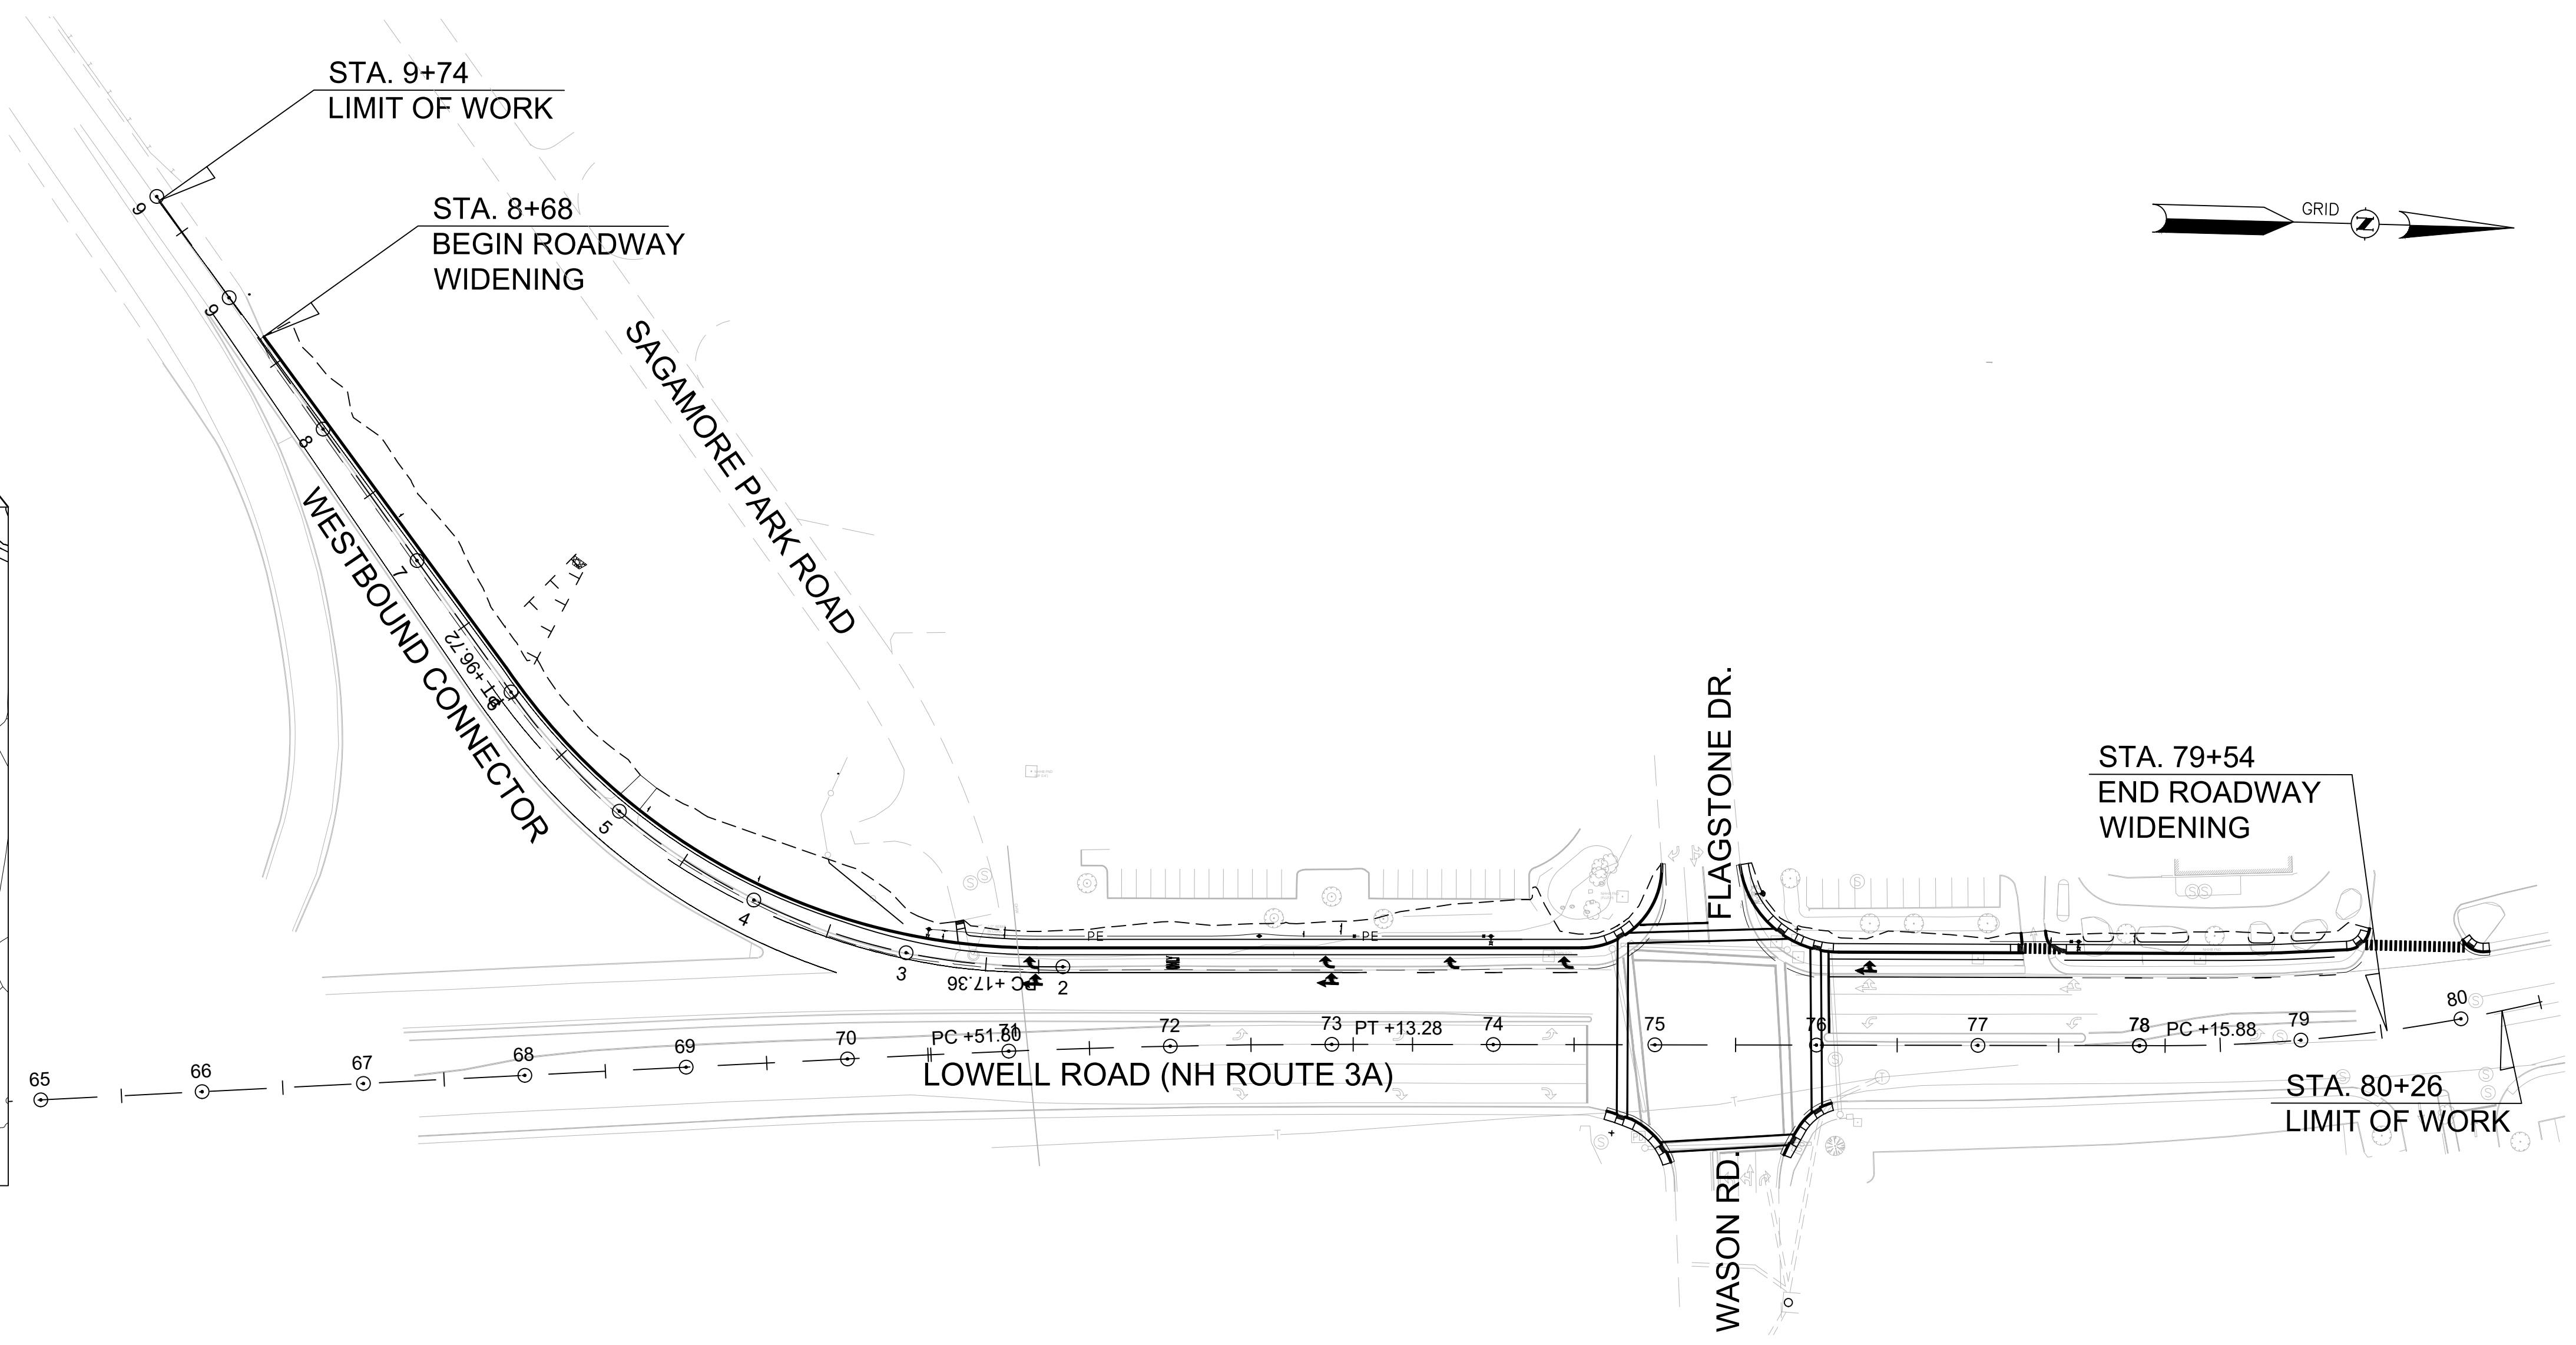 STA. 9+74
LIMIT OF WORK
STA. 8+68
BEGIN ROADWAY
WIDENING
GRID
N
SAGAMORE PARK ROAD
WESTBOUND CONNECTOR
9
9
8
7
PT +96.72
6
5
4
3
PC +17.36
2
PE
PE
FLAGSTONE DR.
STA. 79+54
END ROADWAY
WIDENING
65
66
67
68
69
70
PC +51.80
71
72
73
PT +13.28
74
75
76
77
78
PC +15.88
79
80
LOWELL ROAD (NH ROUTE 3A)
STA. 80+26
LIMIT OF WORK
WASON RD.